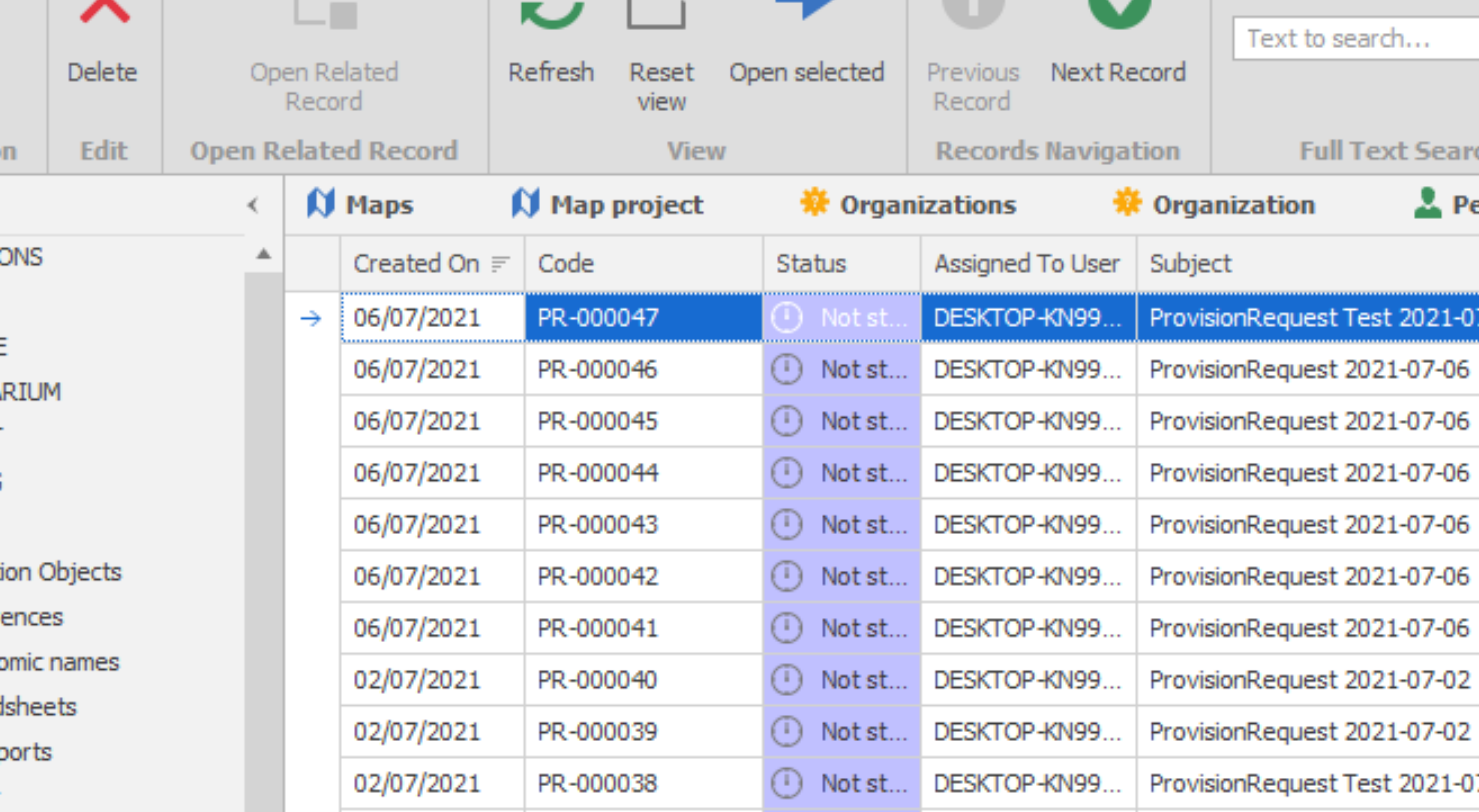 Delete
Open Related Record
Refresh
Reset view
Open selected
Previous Record
Next Record
Text to search...
Edit
Open Related Record
View
Records Navigation
Full Text
Maps
Map project
Organizations
Organization
Created On
Code
Status
Assigned To User
Subject
06/07/2021 PR-000047 Not st... DESKTOP-KN99... ProvisionRequest Test 2021-07
06/07/2021 PR-000046 Not st... DESKTOP-KN99... ProvisionRequest 2021-07-06
06/07/2021 PR-000045 Not st... DESKTOP-KN99... ProvisionRequest 2021-07-06
06/07/2021 PR-000044 Not st... DESKTOP-KN99... ProvisionRequest 2021-07-06
06/07/2021 PR-000043 Not st... DESKTOP-KN99... ProvisionRequest 2021-07-06
06/07/2021 PR-000042 Not st... DESKTOP-KN99... ProvisionRequest 2021-07-06
06/07/2021 PR-000041 Not st... DESKTOP-KN99... ProvisionRequest 2021-07-06
02/07/2021 PR-000040 Not st... DESKTOP-KN99... ProvisionRequest 2021-07-02
02/07/2021 PR-000039 Not st... DESKTOP-KN99... ProvisionRequest 2021-07-02
02/07/2021 PR-000038 Not st... DESKTOP-KN99... ProvisionRequest Test 2021-07
ONS
E
ARIUM
ion Objects
ences
omic names
dsheets
ports